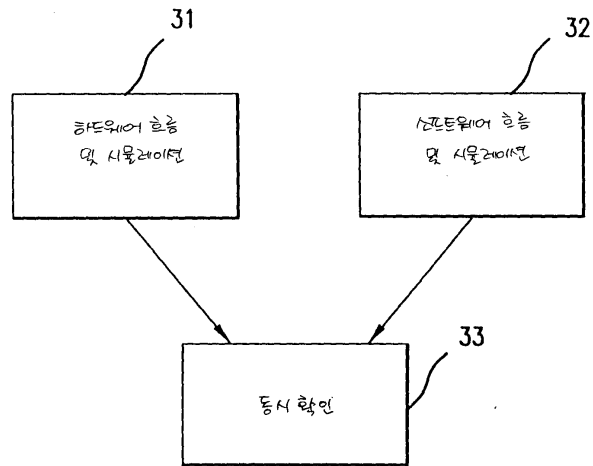 31
32
하드웨어 흐름
및 시뮬레이션
소프트웨어 흐름
및 시뮬레이션
33
동시 확인